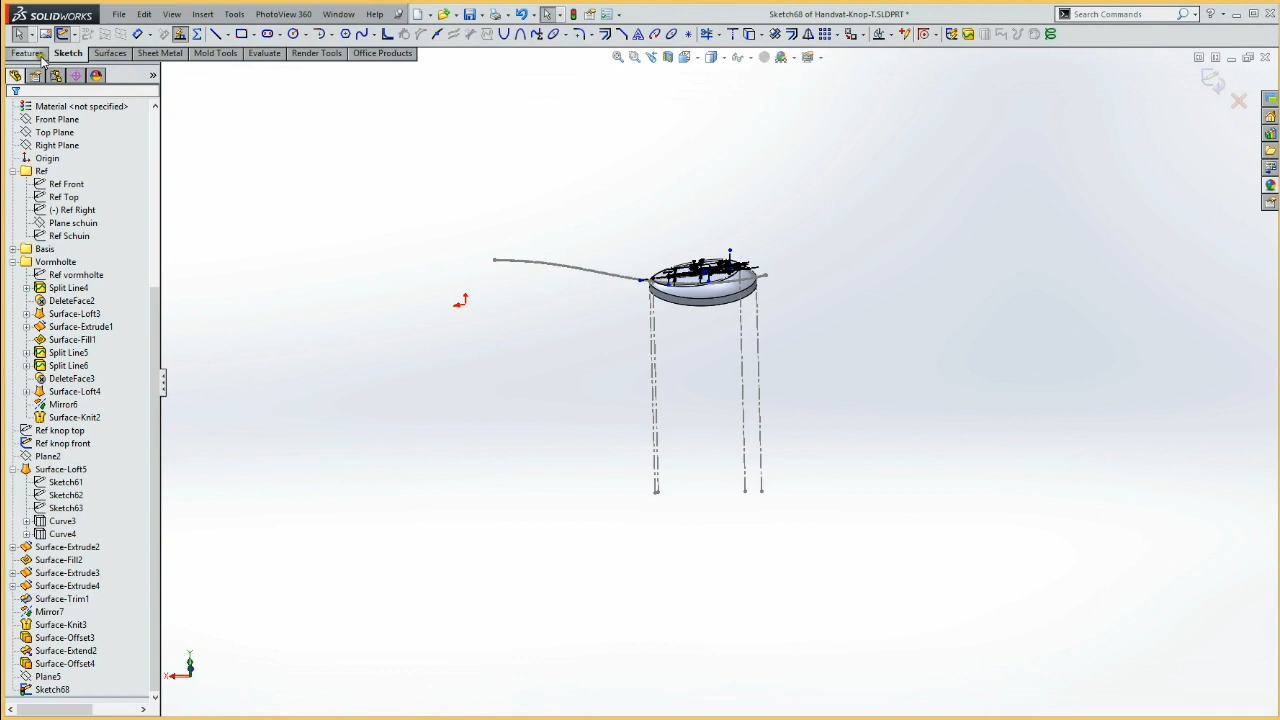 SOLIDWORKS File Edit View Insert Tools PhotoView 360 Window Help Sketch68 of Handvat-Knop-T.SLDPRT * Search Commands ?
Features Sketch Surfaces Sheet Metal Mold Tools Evaluate Render Tools Office Products
Material <not specified>
Front Plane
Top Plane
Right Plane
Origin
Ref
Ref Front
Ref Top
(-) Ref Right
Plane schuin
Ref Schuin
Basis
Vormholte
Ref vormholte
Split Line4
DeleteFace2
Surface-Loft3
Surface-Extrude1
Surface-Fill1
Split Line5
Split Line6
DeleteFace3
Surface-Loft4
Mirror6
Surface-Knit2
Ref knop top
Ref knop front
Plane2
Surface-Loft5
Sketch61
Sketch62
Sketch63
Curve3
Curve4
Surface-Extrude2
Surface-Fill2
Surface-Extrude3
Surface-Extrude4
Surface-Trim1
Mirror7
Surface-Knit3
Surface-Offset3
Surface-Extend2
Surface-Offset4
Plane5
Sketch68
Y
X